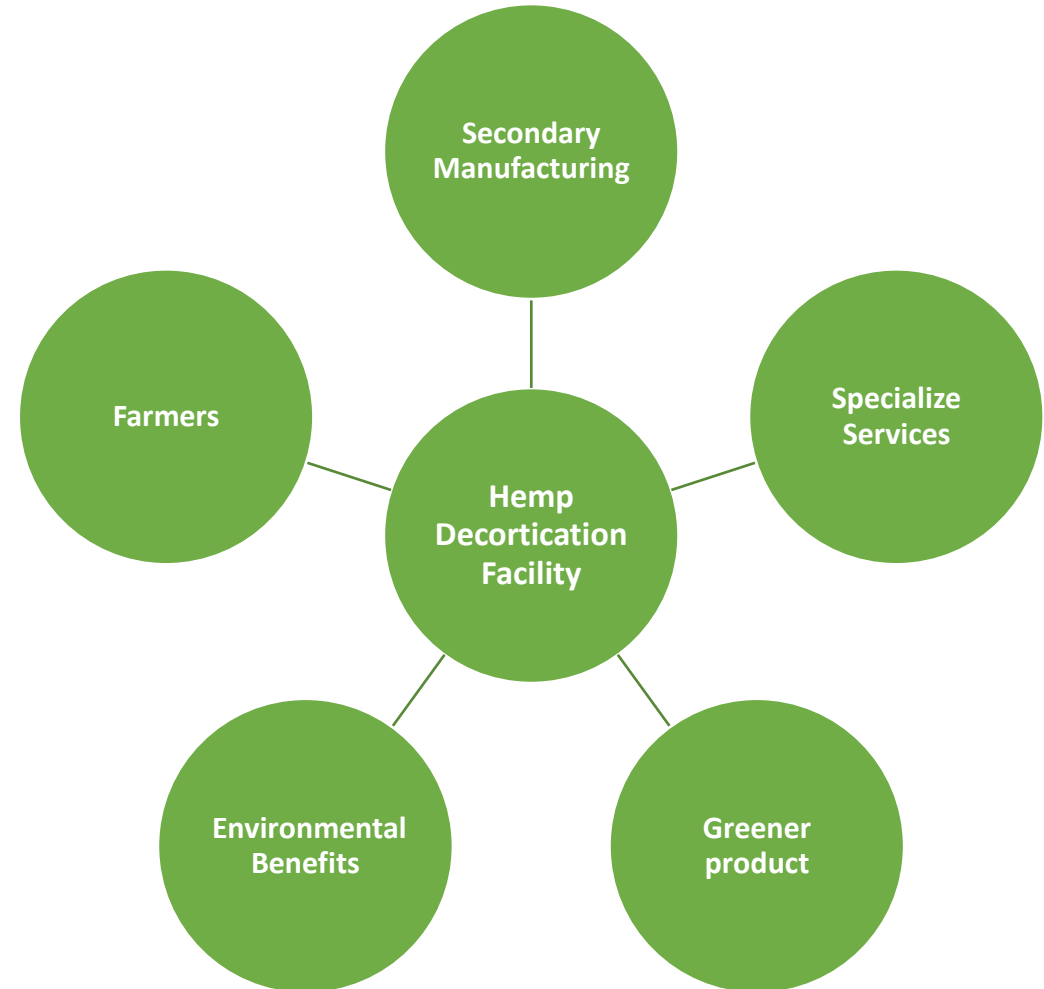 Secondary
Manufacturing
Farmers
Specialize
Services
Hemp
Decortication
Facility
Environmental
Benefits
Greener
product